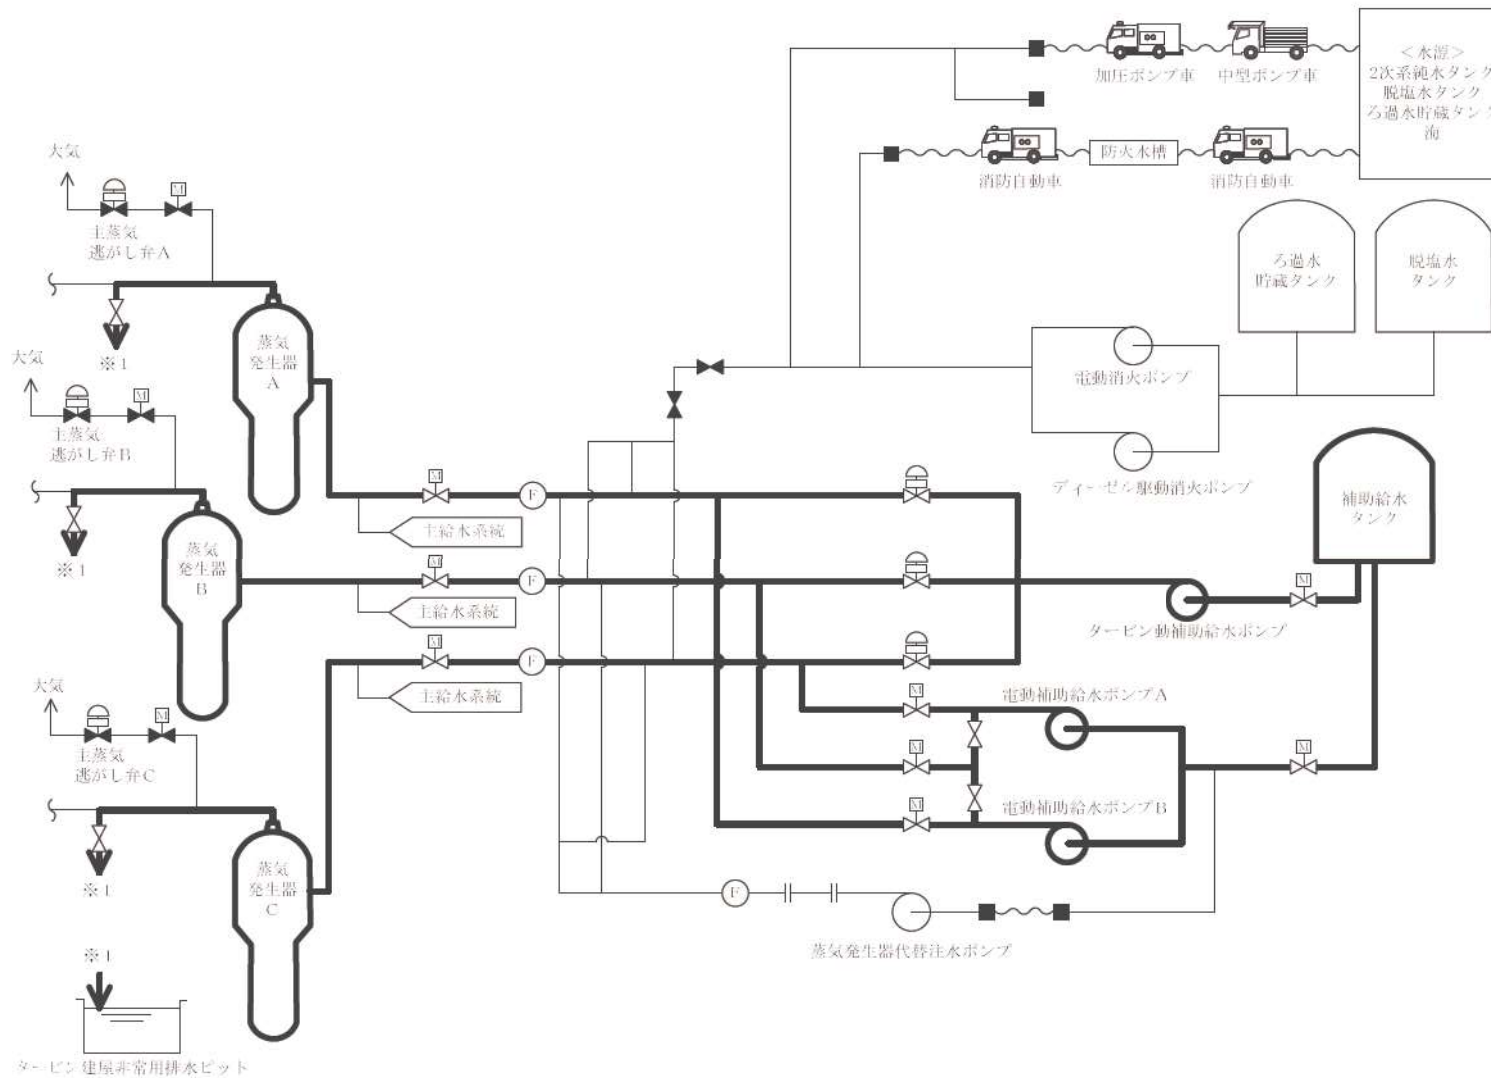 加圧ポンプ車
中型ポンプ車
＜水源＞
2次系純水タンク
脱塩水タンク
ろ過水貯蔵タンク
海
消防自動車
防火水槽
消防自動車
大気
M
主蒸気
逃がし弁A
※1
蒸気
発生器
A
ろ過水
貯蔵タンク
脱塩水
タンク
電動消火ポンプ
ディーゼル駆動消火ポンプ
大気
M
主蒸気
逃がし弁B
※1
蒸気
発生器
B
M
F
主給水系統
M
F
主給水系統
M
F
主給水系統
補助給水
タンク
M
タービン動補助給水ポンプ
電動補助給水ポンプA
M
M
M
M
電動補助給水ポンプB
大気
M
主蒸気
逃がし弁C
※1
蒸気
発生器
C
F
蒸気発生器代替注水ポンプ
※1
タービン建屋非常用排水ピット